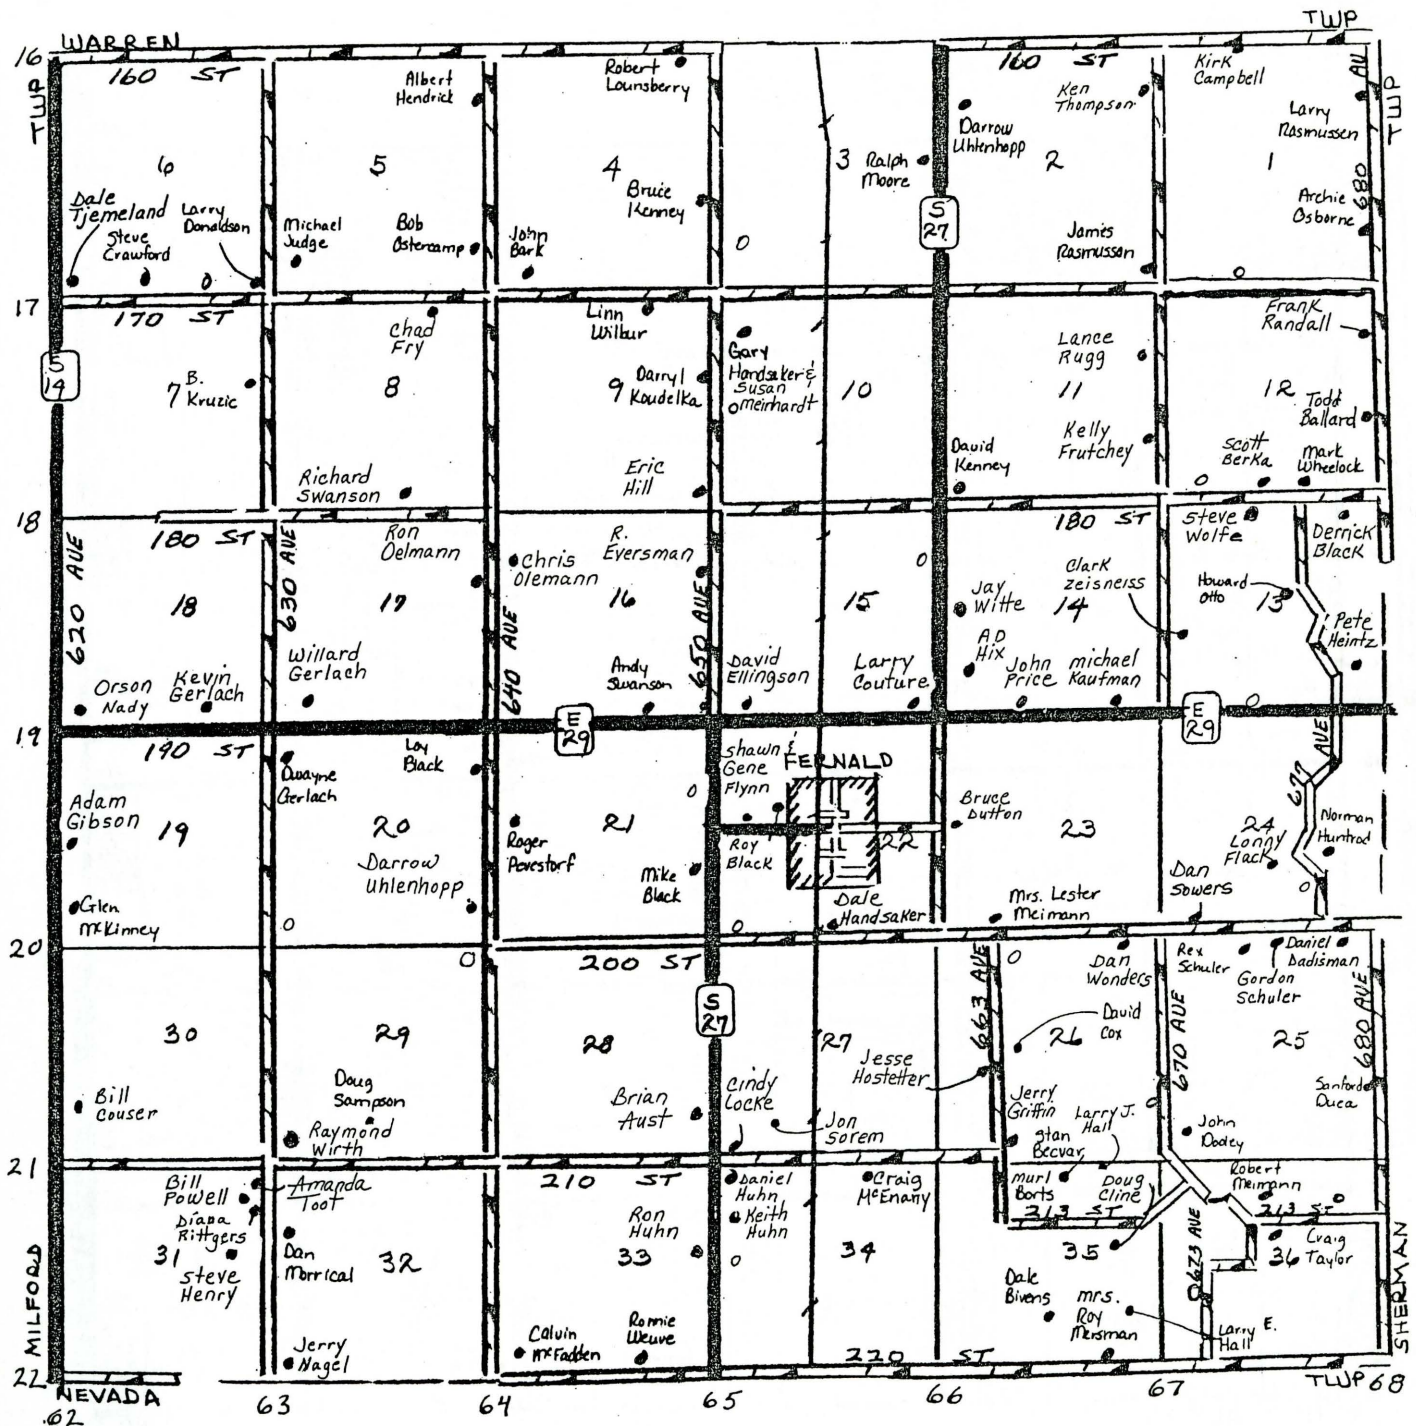 TWP
WARREN
16
160 ST
Albert
Hendrick
Robert
Lounsberry
160 ST
Kirk
Campbell
680 AV
TWP
TWP
Ken
Thompson
Larry
Rasmussen
Darrow
Uhlenhopp
6
5
4
3
Ralph
Moore
2
1
Dale
Tjemeland
Larry
Donaldson
Steve
Crawford
Michael
Judge
Bob
Ostercamp
John
Bark
Bruce
Kenney
S
27
James
Rasmusson
Archie
Osborne
17
170 ST
Chad
Fry
Linn
Wilbur
Frank
Randall
S
14
7
B.
Kruzic
8
9
Darryl
Koudelka
Gary
Handsaker &
Susan
Meinhardt
10
Lance
Rugg
11
12
Todd
Ballard
Kelly
Frutchey
Richard
Swanson
Eric
Hill
David
Kenney
Scott
Berka
Mark
Wheelock
18
180 ST
630 AVE
Ron
Oelmann
Chris
Olemann
R.
Eversman
180 ST
Steve
Wolfe
Derrick
Black
620 AVE
18
17
16
15
14
13
Clark
Zeisneiss
Howard
Otto
Jay
Witte
Pete
Heintz
640 AVE
650 AVE
A.D
Hix
Orson
Nady
Kevin
Gerlach
Willard
Gerlach
Andy
Swanson
David
Ellingson
Larry
Couture
John
Price
Michael
Kaufman
19
190 ST
E
29
E
29
677 AVE
Dwayne
Gerlach
Loy
Black
Shawn &
Gene
Flynn
FERNALD
Adam
Gibson
19
20
21
22
23
24
Roger
Pevestorf
Roy
Black
Bruce
Dutton
Lonny
Flack
Norman
Huntrod
Darrow
Uhlenhopp
Mike
Black
Dan
Sowers
Glen
McKinney
Dale
Handsaker
Mrs. Lester
Meimann
20
200 ST
663 AVE
Dan
Wonders
Rex
Schuler
Gordon
Schuler
Daniel
Dadisman
S
27
670 AVE
680 AVE
David
Cox
30
29
28
27
26
25
Jesse
Hostetter
Bill
Couser
Doug
Sampson
Raymond
Wirth
Brian
Aust
Cindy
Locke
Jon
Sorem
Jerry
Griffin
Larry J.
Hall
Stan
Becvar
John
Dooley
Sanford
Duea
21
210 ST
Bill
Powell
Amanda
Toot
Daniel
Huhn
Keith
Huhn
Craig
McEnany
Murl
Borts
Doug
Cline
Robert
Meimann
213 ST
213 ST
Diana
Rittgers
Ron
Huhn
31
Steve
Henry
Dan
Morrical
32
33
34
35
673 AVE
36
Craig
Taylor
MILFORD
SHERMAN
Dale
Bivens
Mrs.
Roy
Mersman
Larry E.
Hall
Jerry
Nagel
Calvin
McFadden
Ronnie
Weuve
220 ST
22
NEVADA
TWP
62
63
64
65
66
67
68